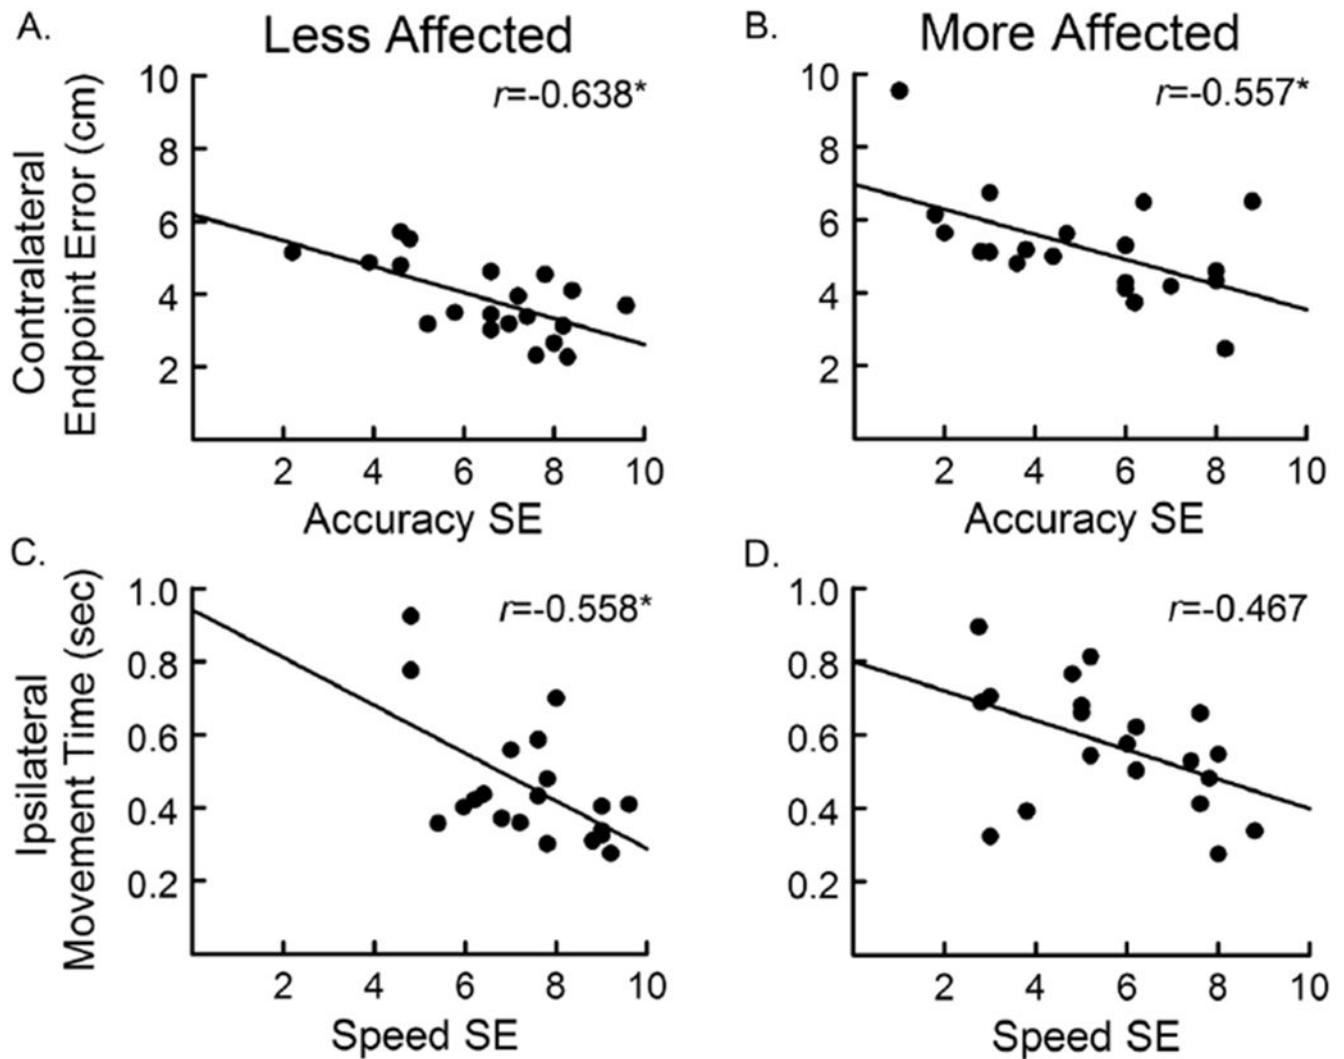 A.
Less Affected
B.
More Affected
Contralateral
Endpoint Error (cm)
10
8
6
4
2
r=-0.638*
2 4 6 8 10
Accuracy SE
10
8
6
4
2
r=-0.557*
2 4 6 8 10
Accuracy SE
C.
Ipsilateral
Movement Time (sec)
1.0
0.8
0.6
0.4
0.2
r=-0.558*
2 4 6 8 10
Speed SE
D.
1.0
0.8
0.6
0.4
0.2
r=-0.467
2 4 6 8 10
Speed SE